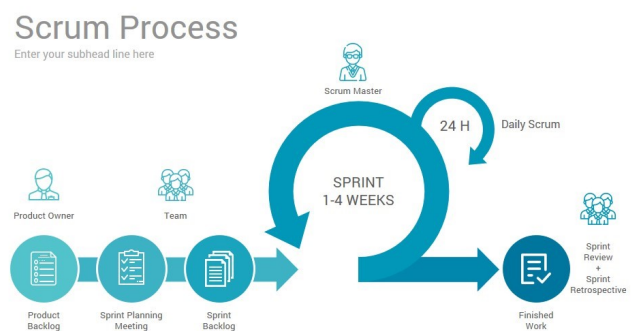 Scrum Process
Enter your subhead line here
Scrum Master
24 H
Daily Scrum
SPRINT
1-4 WEEKS
Product Owner
Team
Sprint
Review
+
Sprint
Retrospective
Product
Backlog
Sprint Planning
Meeting
Sprint
Backlog
Finished
Work